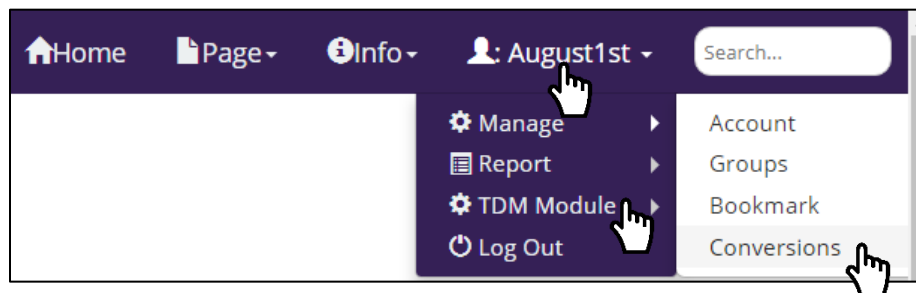 Home Page Info : August1st Search...
Manage Account
Report Groups
TDM Module Bookmark
Log Out Conversions